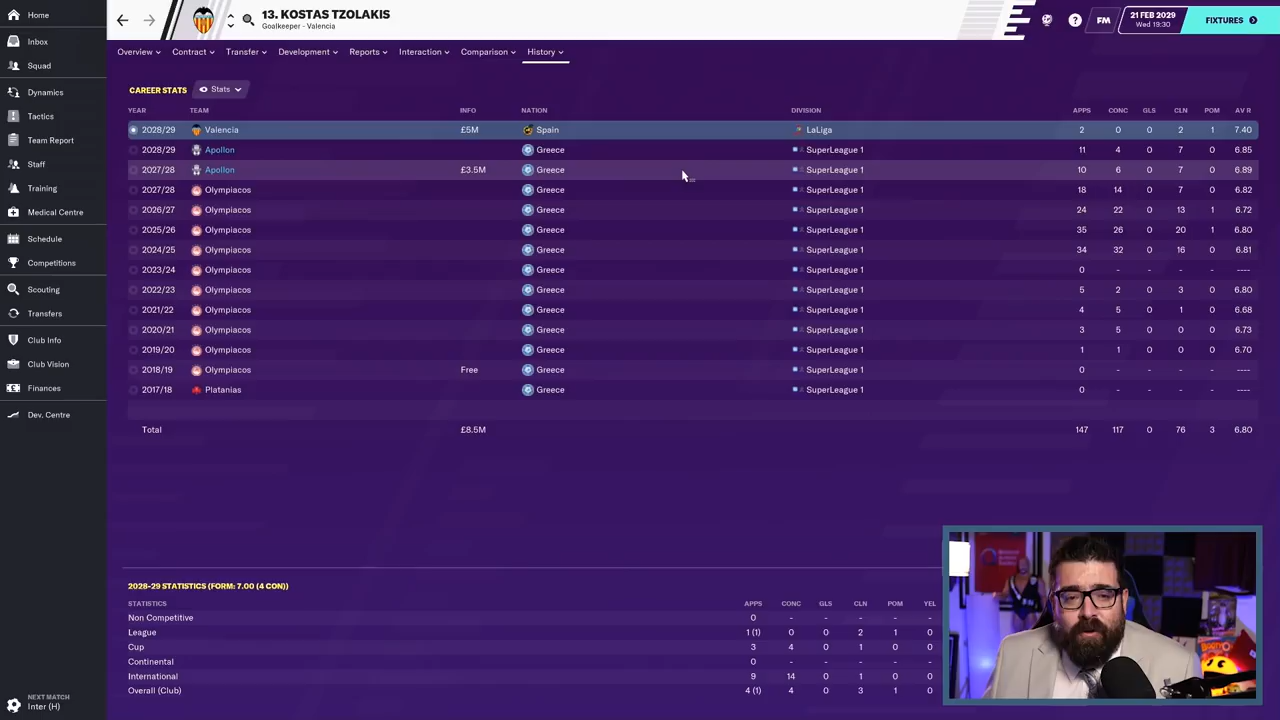 Home
Inbox
Squad
Dynamics
Tactics
Team Report
Staff
Training
Medical Centre
Schedule
Competitions
Scouting
Transfers
Club Info
Club Vision
Finances
Dev. Centre
NEXT MATCH
Inter (H)
13. KOSTAS TZOLAKIS
Goalkeeper - Valencia
FM
21 FEB 2029
Wed 19:30
FIXTURES
Overview Contract Transfer Development Reports Interaction Comparison History
CAREER STATS Stats
YEAR TEAM INFO NATION DIVISION APPS CONC GLS CLN POM AV R
2028/29 Valencia £5M Spain LaLiga 2 0 0 2 1 7.40
2028/29 Apollon Greece SuperLeague 1 11 4 0 7 0 6.85
2027/28 Apollon £3.5M Greece SuperLeague 1 10 6 0 7 0 6.89
2027/28 Olympiacos Greece SuperLeague 1 18 14 0 7 0 6.82
2026/27 Olympiacos Greece SuperLeague 1 24 22 0 13 1 6.72
2025/26 Olympiacos Greece SuperLeague 1 35 26 0 20 1 6.80
2024/25 Olympiacos Greece SuperLeague 1 34 32 0 16 0 6.81
2023/24 Olympiacos Greece SuperLeague 1 0 - 0 - 0 ----
2022/23 Olympiacos Greece SuperLeague 1 5 2 0 3 0 6.80
2021/22 Olympiacos Greece SuperLeague 1 4 5 0 1 0 6.68
2020/21 Olympiacos Greece SuperLeague 1 3 5 0 0 0 6.73
2019/20 Olympiacos Greece SuperLeague 1 1 1 0 0 0 6.70
2018/19 Olympiacos Free Greece SuperLeague 1 0 - 0 - 0 ----
2017/18 Platanias Greece SuperLeague 1 0 - 0 - 0 ----
Total £8.5M 147 117 0 76 3 6.80
2028-29 STATISTICS (FORM: 7.00 (4 CON))
STATISTICS APPS CONC GLS CLN POM YEL
Non Competitive 0 - - - - -
League 1 (1) 0 0 2 1 0
Cup 3 4 0 1 0 0
Continental 0 - - - - -
International 9 14 0 1 0 0
Overall (Club) 4 (1) 4 0 3 1 0